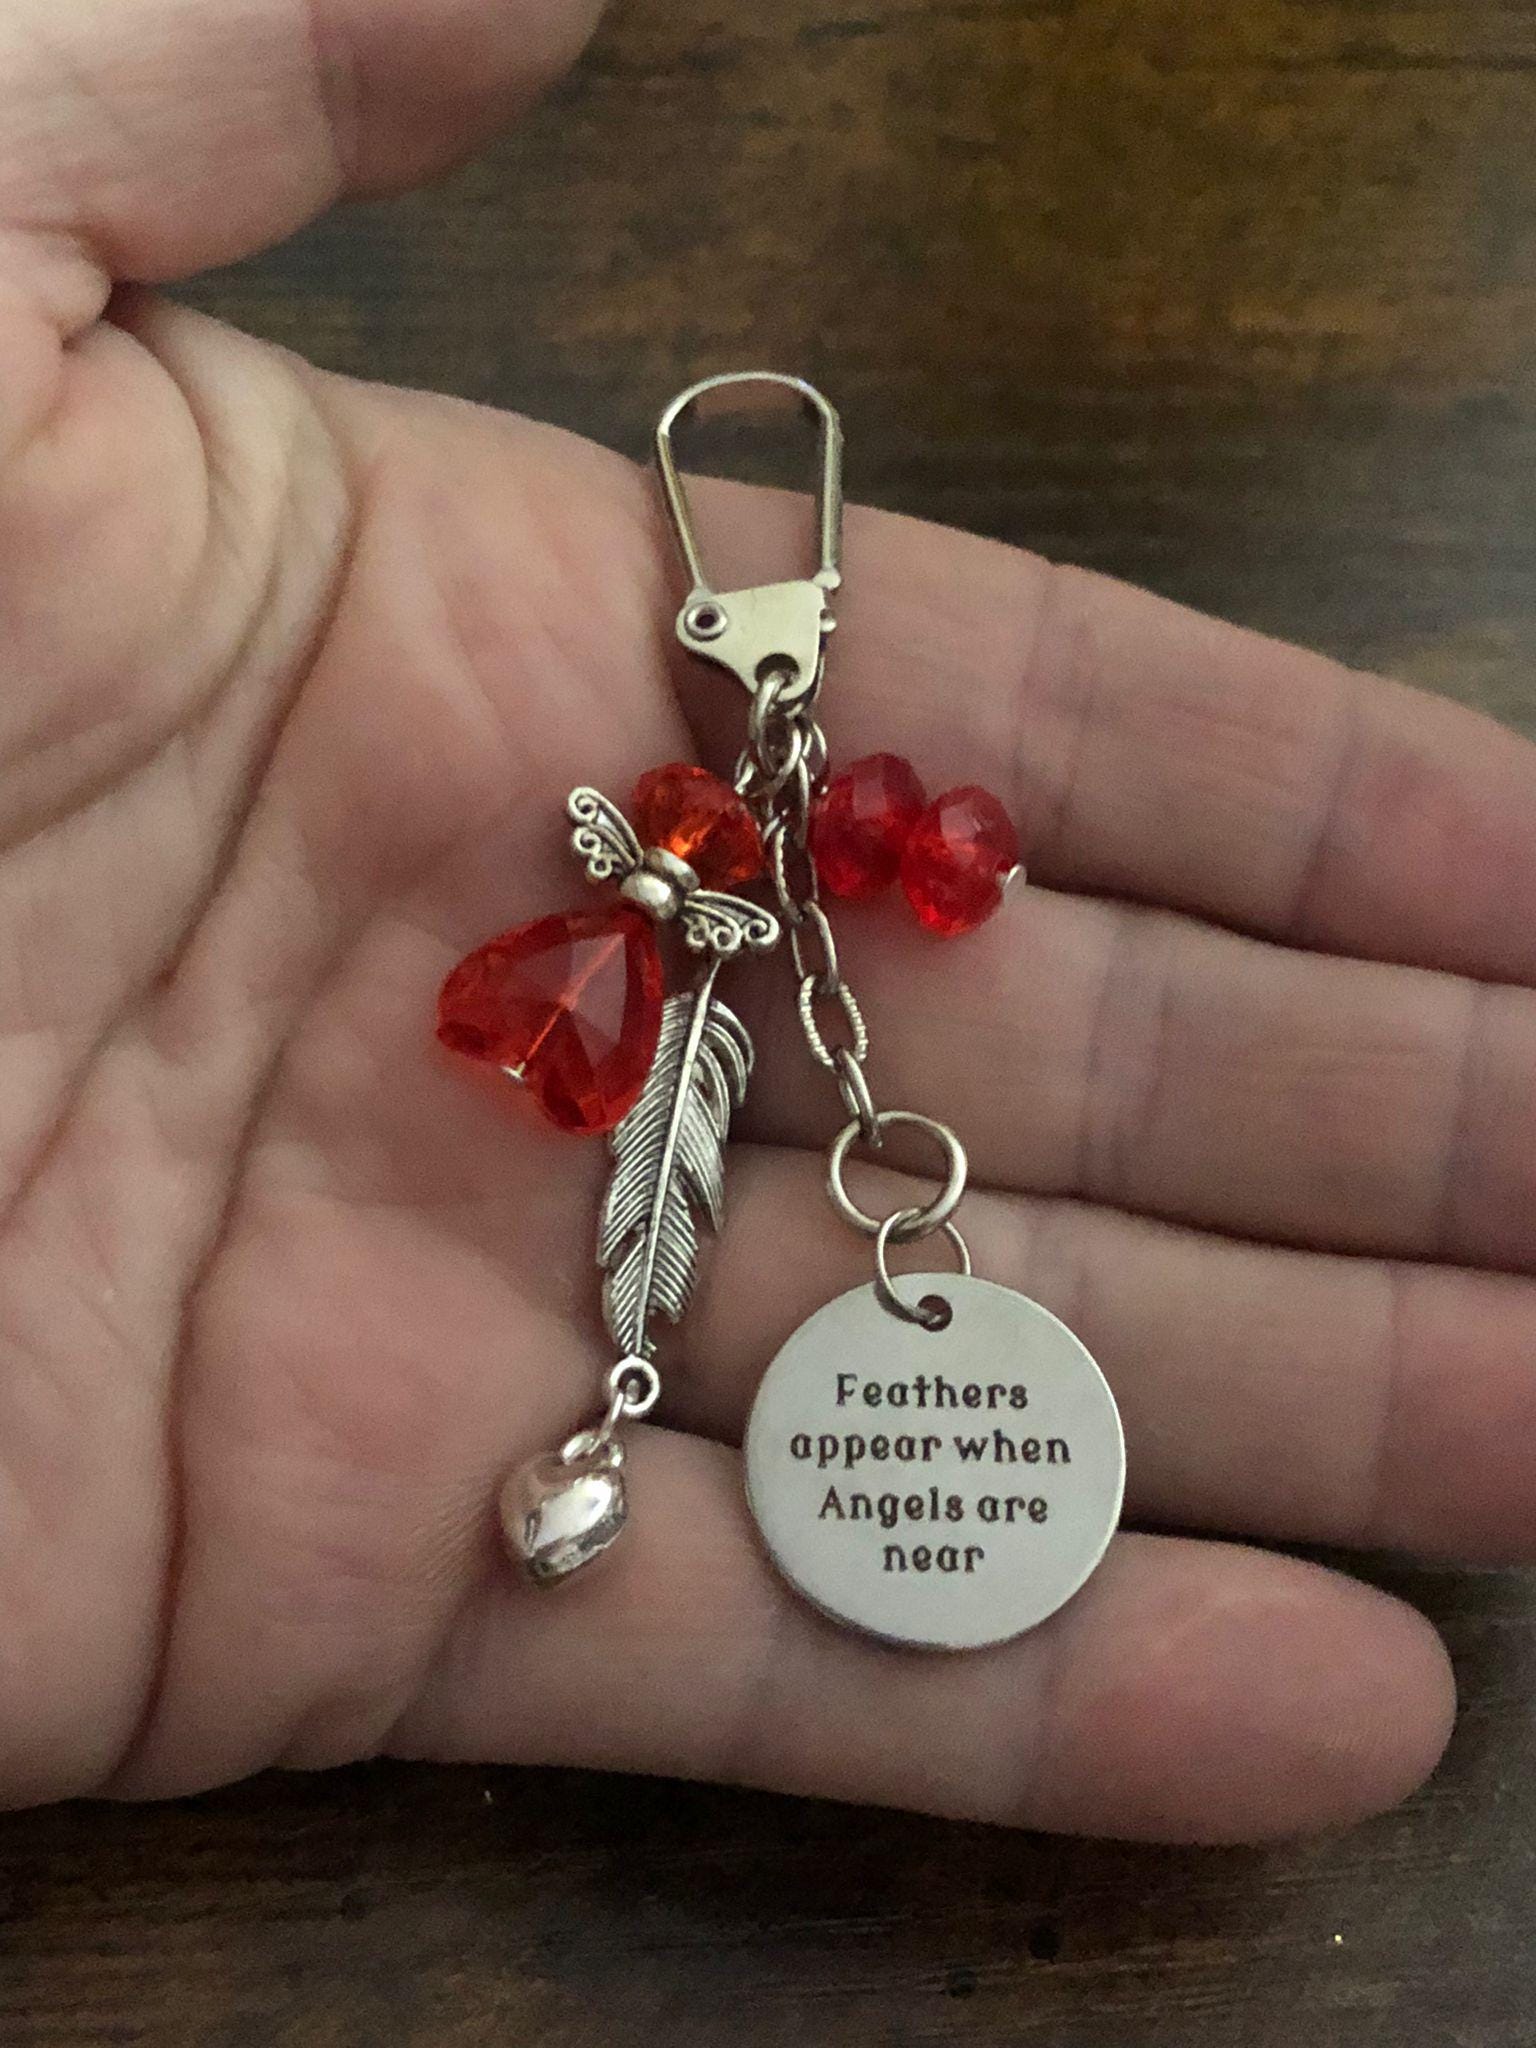 Feathers
appear when
Angels are
near